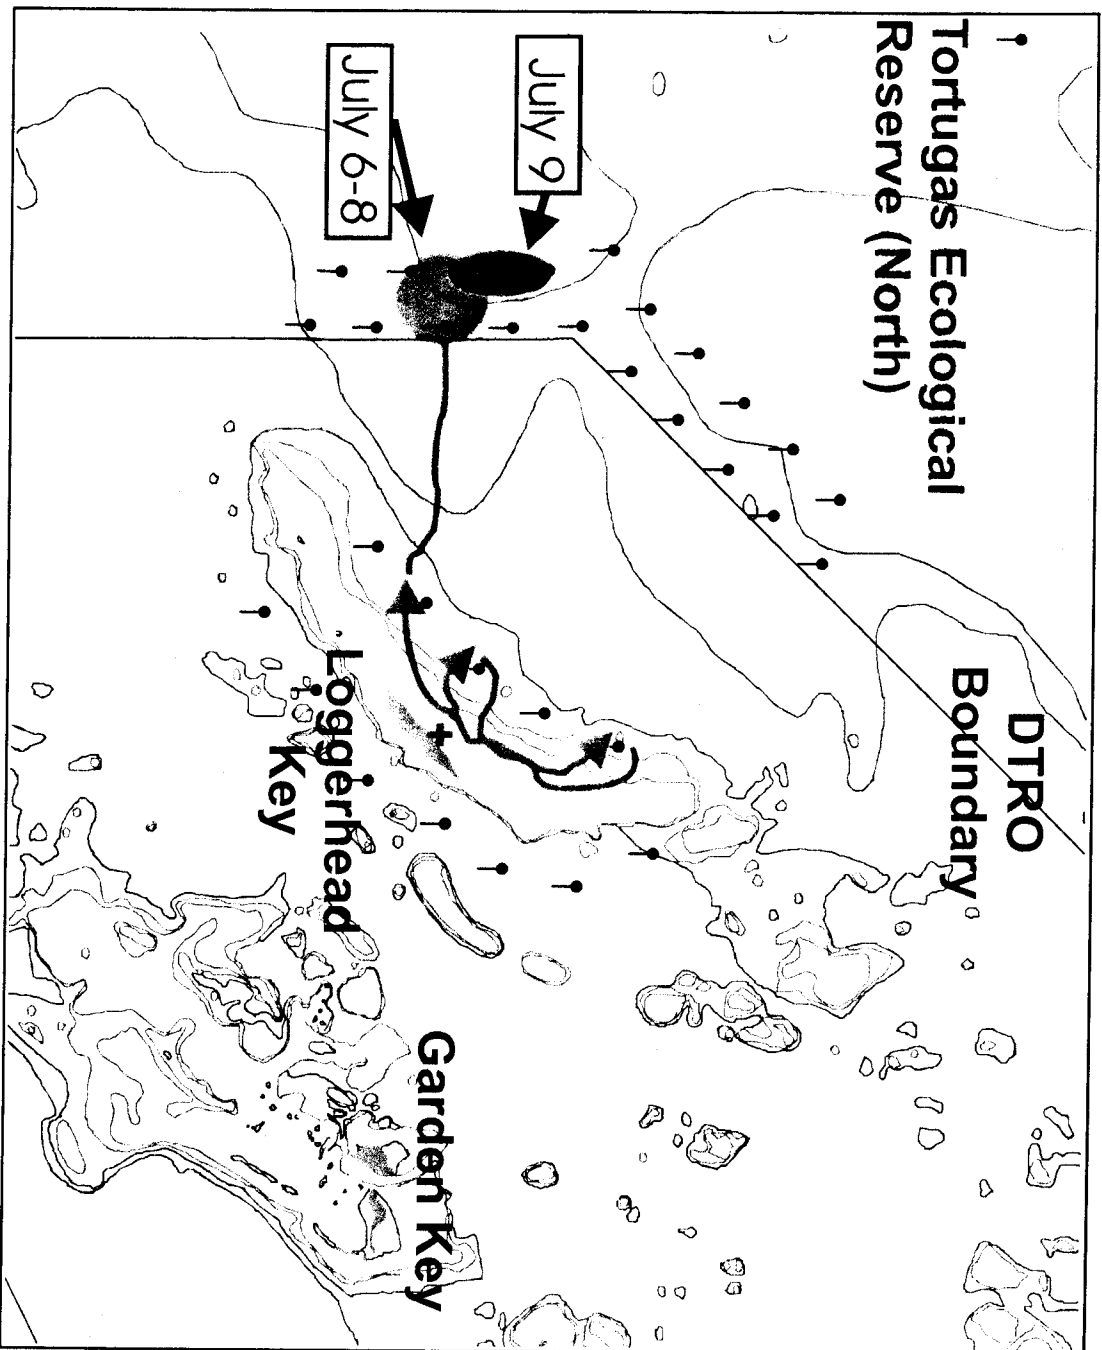 Tortugas Ecological
Reserve (North)
DTRO
Boundary
July 9
July 6-8
Loggerhead
Key
Garden Key
+